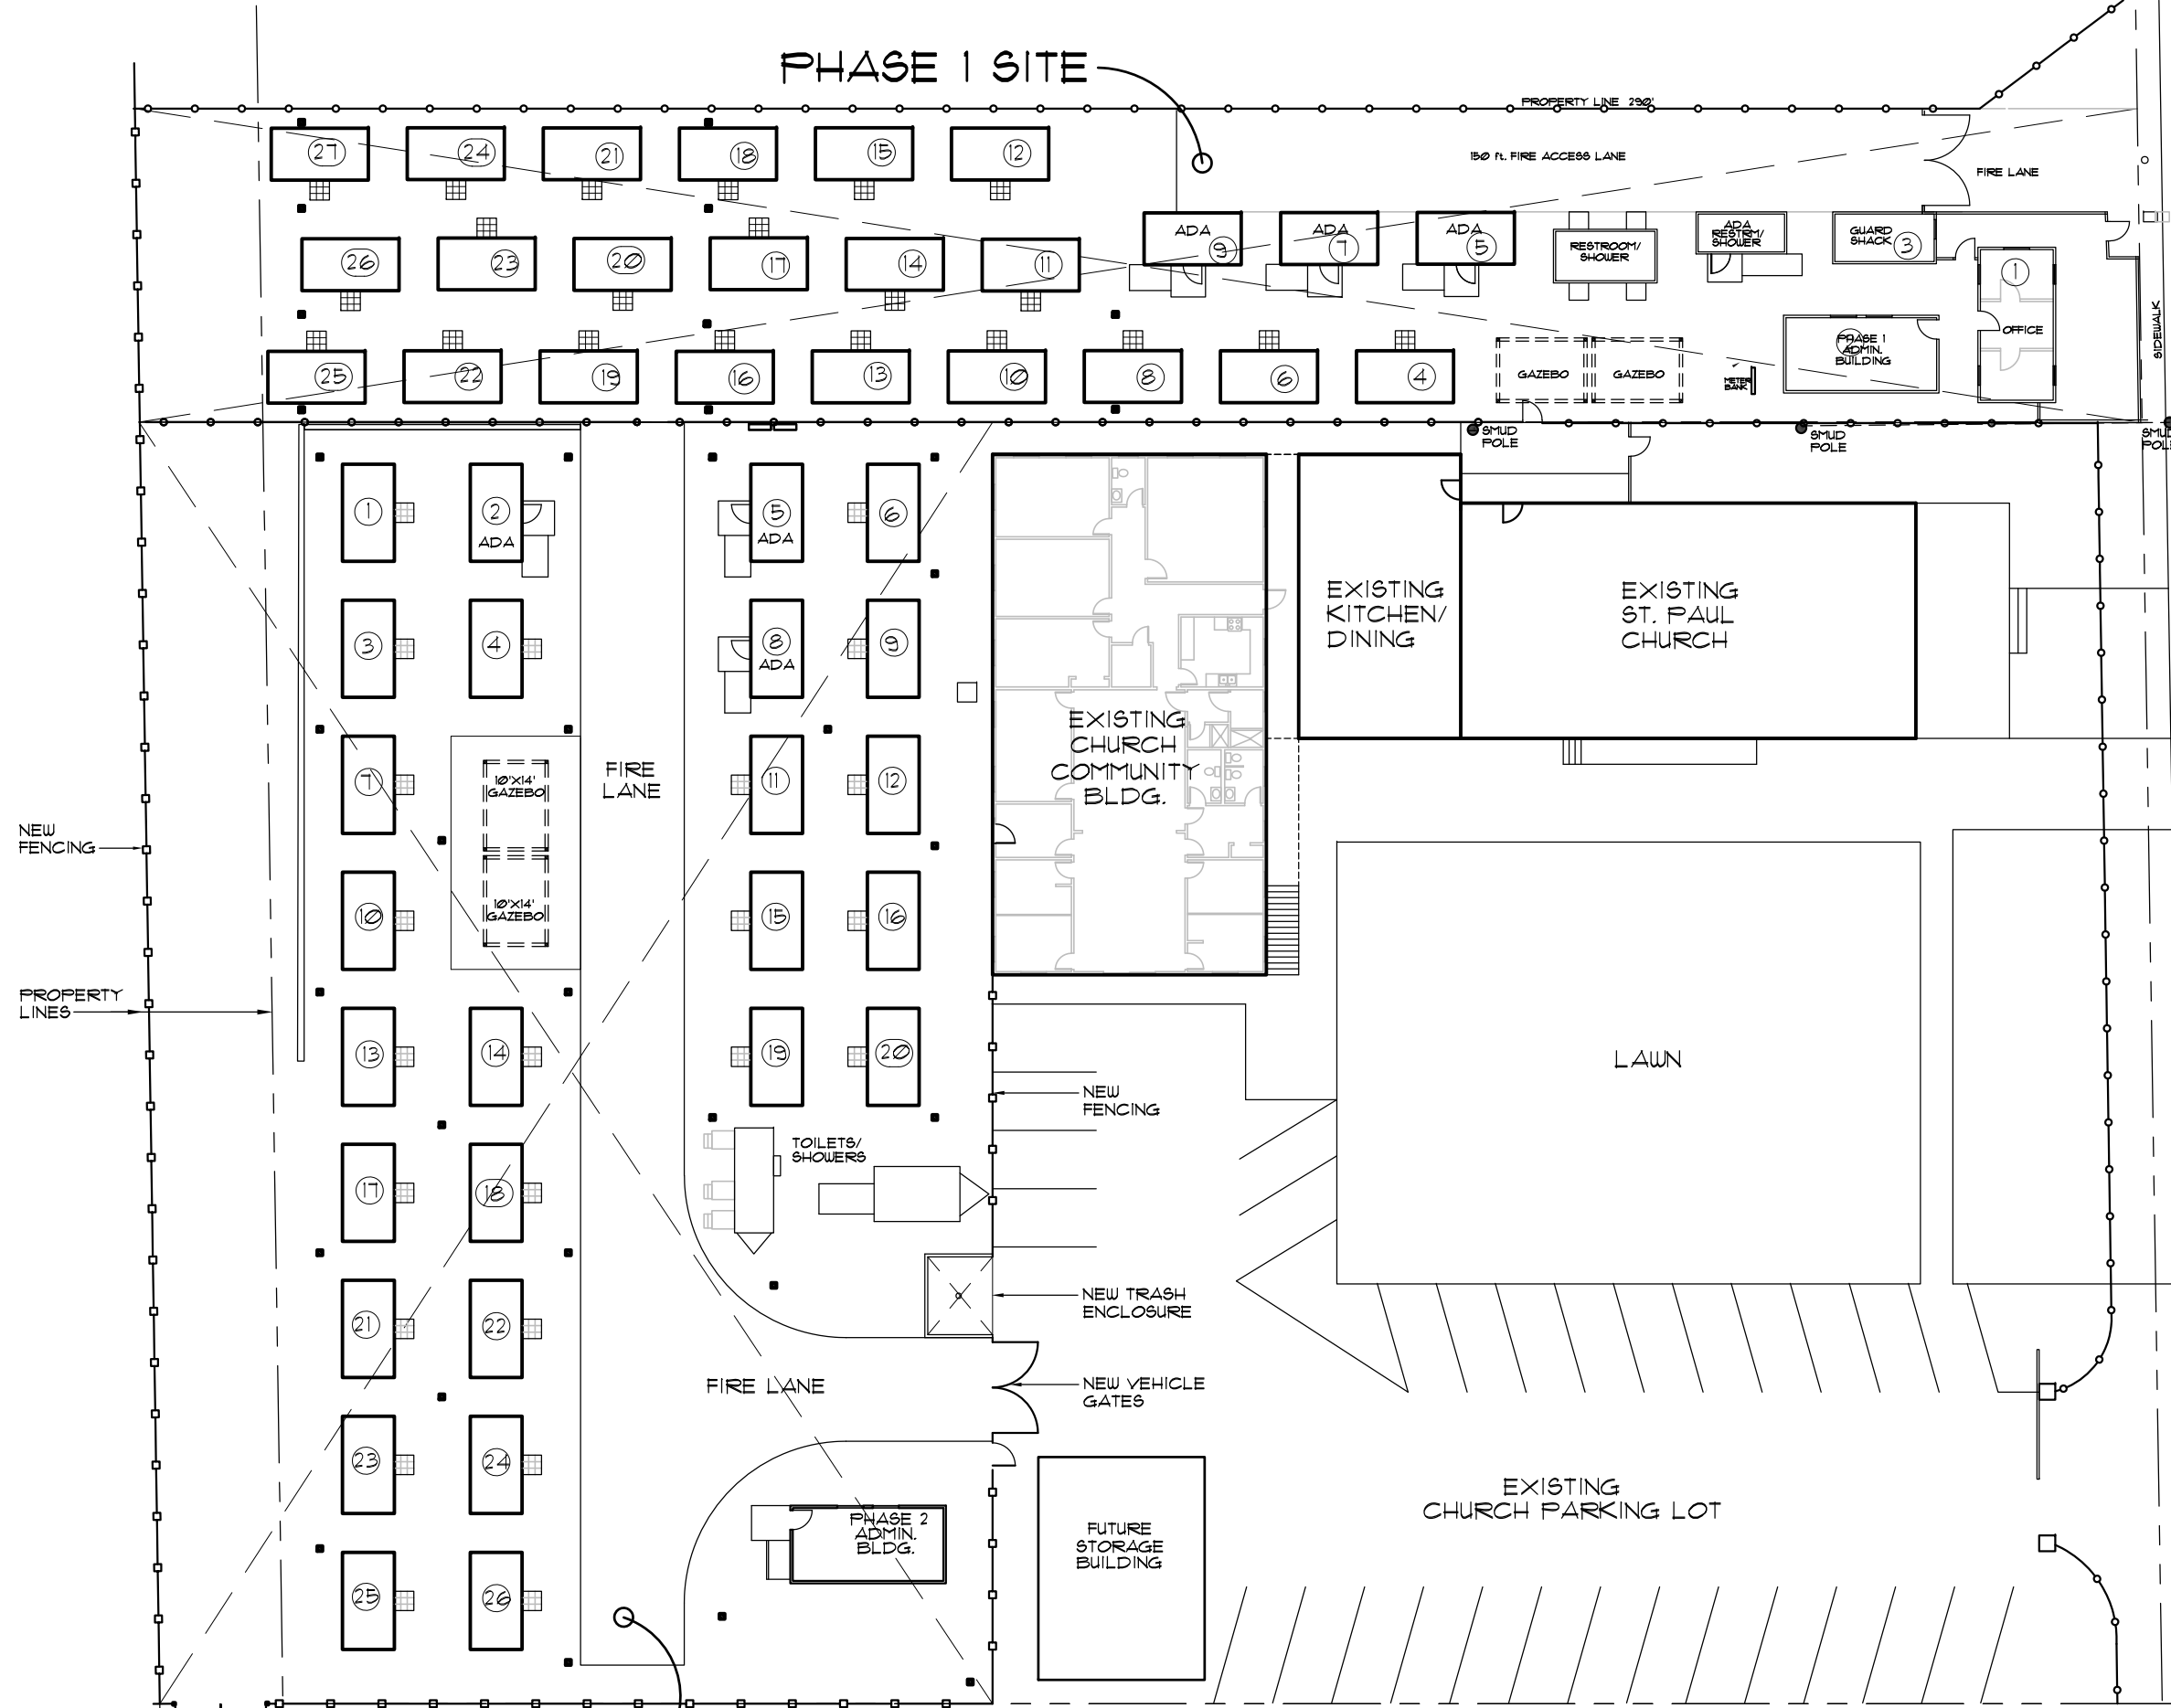 PHASE 1 SITE
PROPERTY LINE 290'
150 ft. FIRE ACCESS LANE
FIRE LANE
27
24
21
18
15
12
26
23
20
17
14
11
ADA
9
ADA
7
ADA
5
RESTROOM/
SHOWER
ADA
RESTRM/
SHOWER
GUARD
SHACK
3
1
OFFICE
SIDEWALK
25
22
19
16
13
10
8
6
4
GAZEBO
GAZEBO
METER
BANK
PHASE 1
ADMIN.
BUILDING
SMUD
POLE
SMUD
POLE
SMUD
POLE
1
2
ADA
5
ADA
6
3
4
8
ADA
9
7
10'X14'
GAZEBO
FIRE
LANE
11
12
10
10'X14'
GAZEBO
15
16
13
14
19
20
17
18
TOILETS/
SHOWERS
21
22
23
24
25
26
NEW
FENCING
PROPERTY
LINES
EXISTING
CHURCH
COMMUNITY
BLDG.
EXISTING
KITCHEN/
DINING
EXISTING
ST. PAUL
CHURCH
LAWN
NEW
FENCING
NEW TRASH
ENCLOSURE
FIRE LANE
NEW VEHICLE
GATES
PHASE 2
ADMIN.
BLDG.
FUTURE
STORAGE
BUILDING
EXISTING
CHURCH PARKING LOT